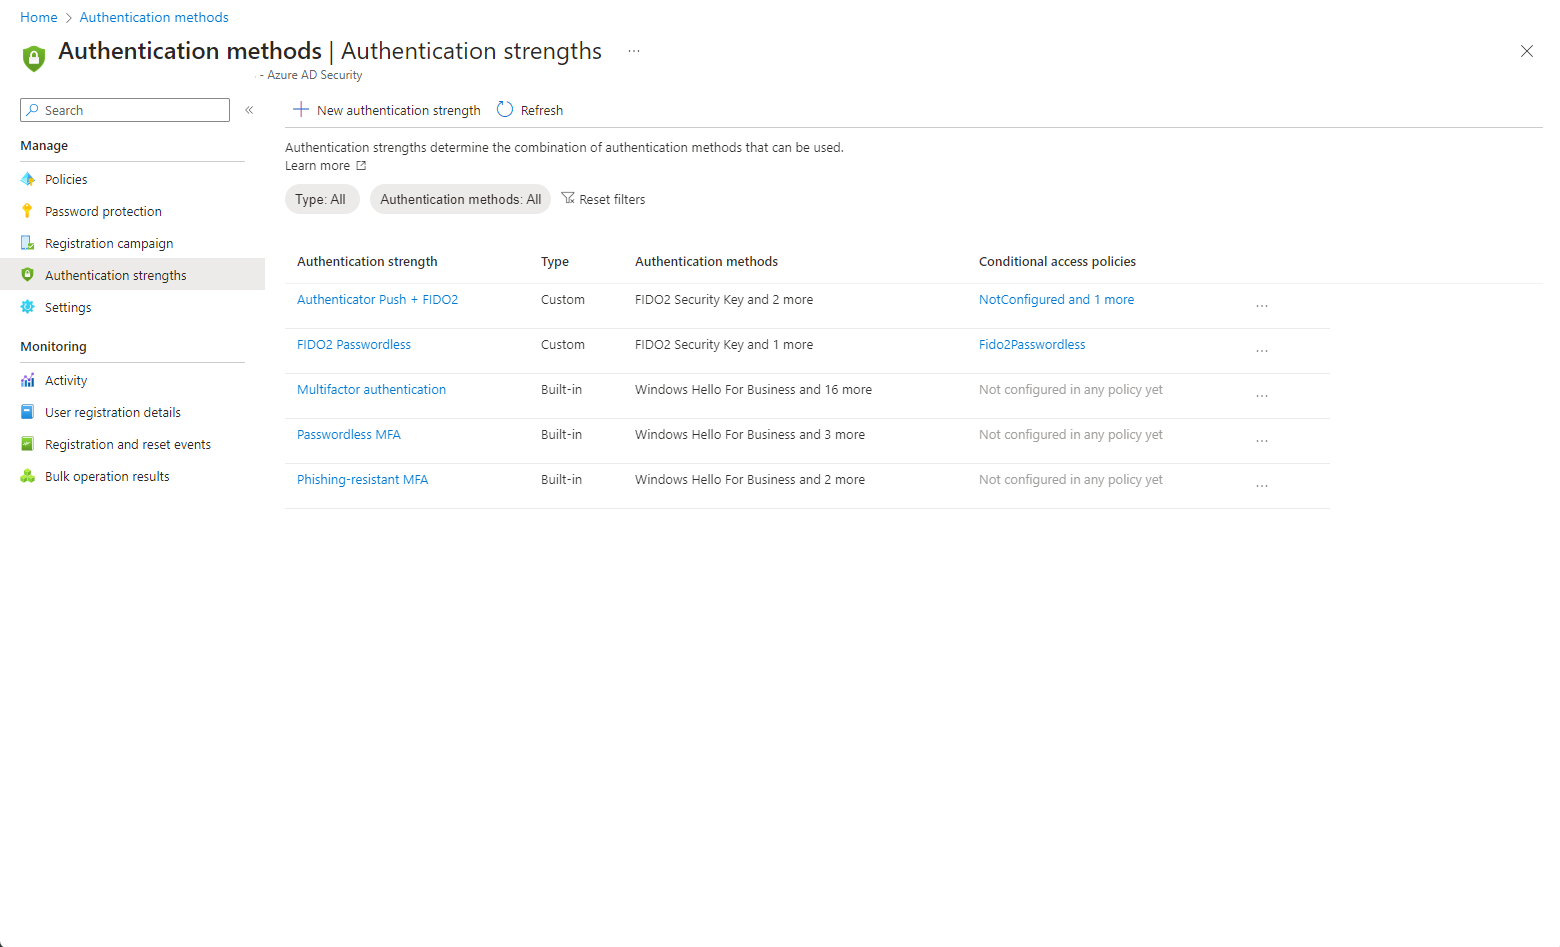 Home > Authentication methods
Authentication methods | Authentication strengths ...
- Azure AD Security
Search «
New authentication strength Refresh
Authentication strengths determine the combination of authentication methods that can be used.
Learn more
Type: All Authentication methods: All Reset filters
Manage
Policies
Password protection
Registration campaign
Authentication strengths
Settings
Monitoring
Activity
User registration details
Registration and reset events
Bulk operation results
Authentication strength Type Authentication methods Conditional access policies
Authenticator Push + FIDO2 Custom FIDO2 Security Key and 2 more NotConfigured and 1 more ...
FIDO2 Passwordless Custom FIDO2 Security Key and 1 more Fido2Passwordless ...
Multifactor authentication Built-in Windows Hello For Business and 16 more Not configured in any policy yet ...
Passwordless MFA Built-in Windows Hello For Business and 3 more Not configured in any policy yet ...
Phishing-resistant MFA Built-in Windows Hello For Business and 2 more Not configured in any policy yet ...